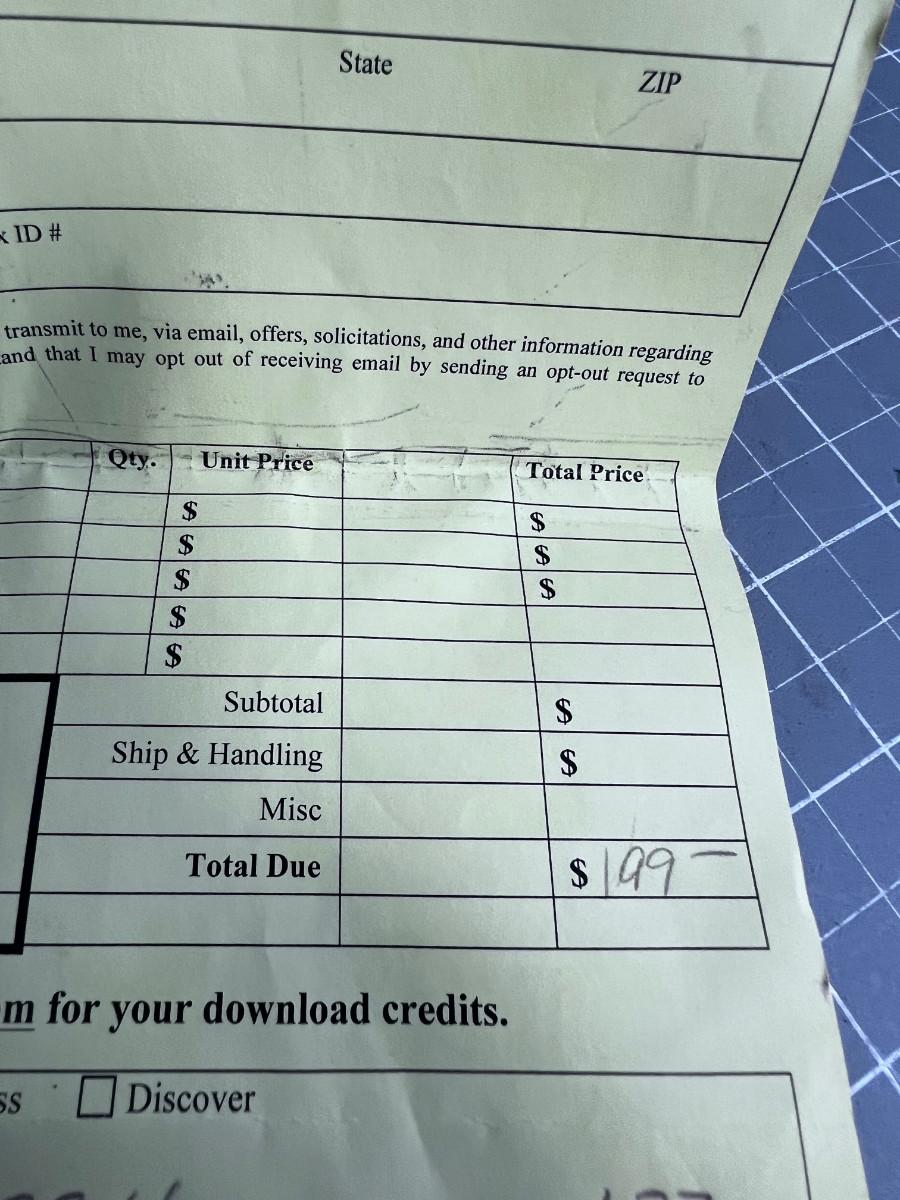 State ZIP
ID #
transmit to me, via email, offers, solicitations, and other information regarding
and that I may opt out of receiving email by sending an opt-out request to
Qty. Unit Price Total Price
$ $
$ $
$ $
$
$
Subtotal $
Ship & Handling $
Misc
Total Due $ 199 —
m for your download credits.
ss Discover